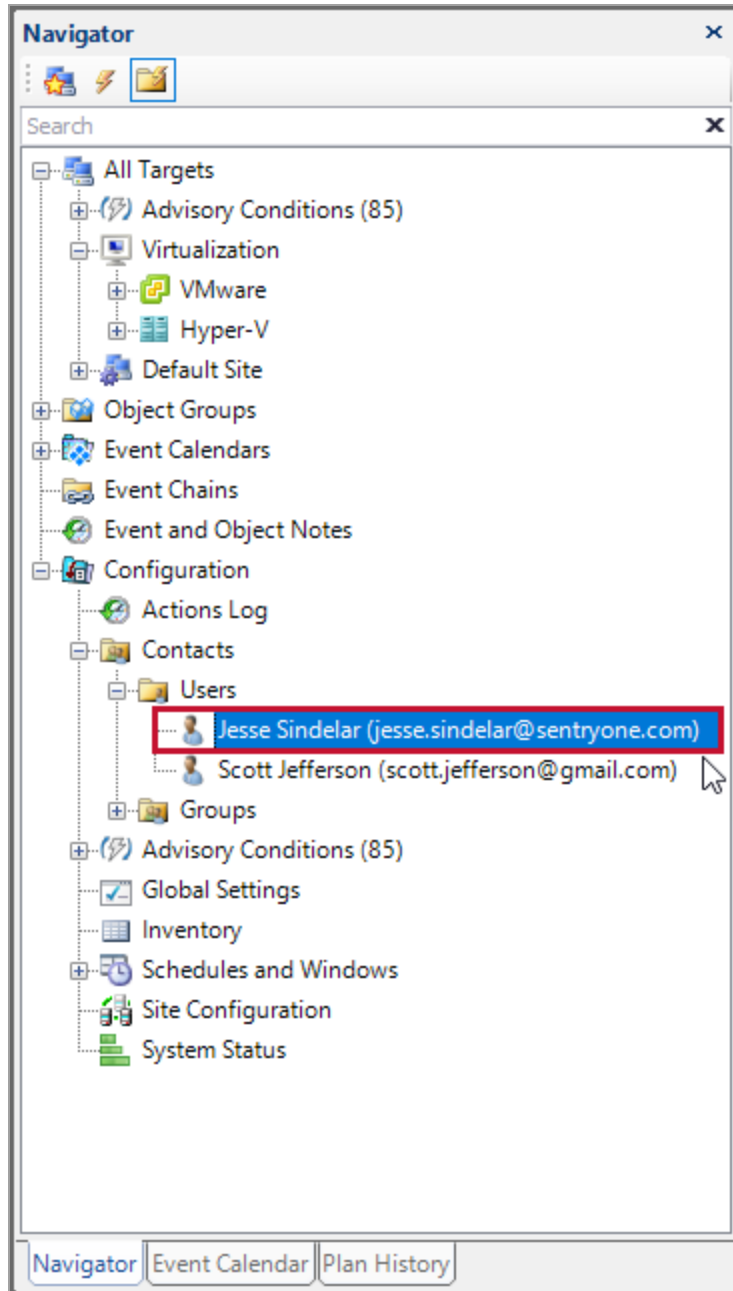 Navigator
Search
All Targets
Advisory Conditions (85)
Virtualization
VMware
Hyper-V
Default Site
Object Groups
Event Calendars
Event Chains
Event and Object Notes
Configuration
Actions Log
Contacts
Users
Jesse Sindelar (jesse.sindelar@sentryone.com)
Scott Jefferson (scott.jefferson@gmail.com)
Groups
Advisory Conditions (85)
Global Settings
Inventory
Schedules and Windows
Site Configuration
System Status
Navigator Event Calendar Plan History